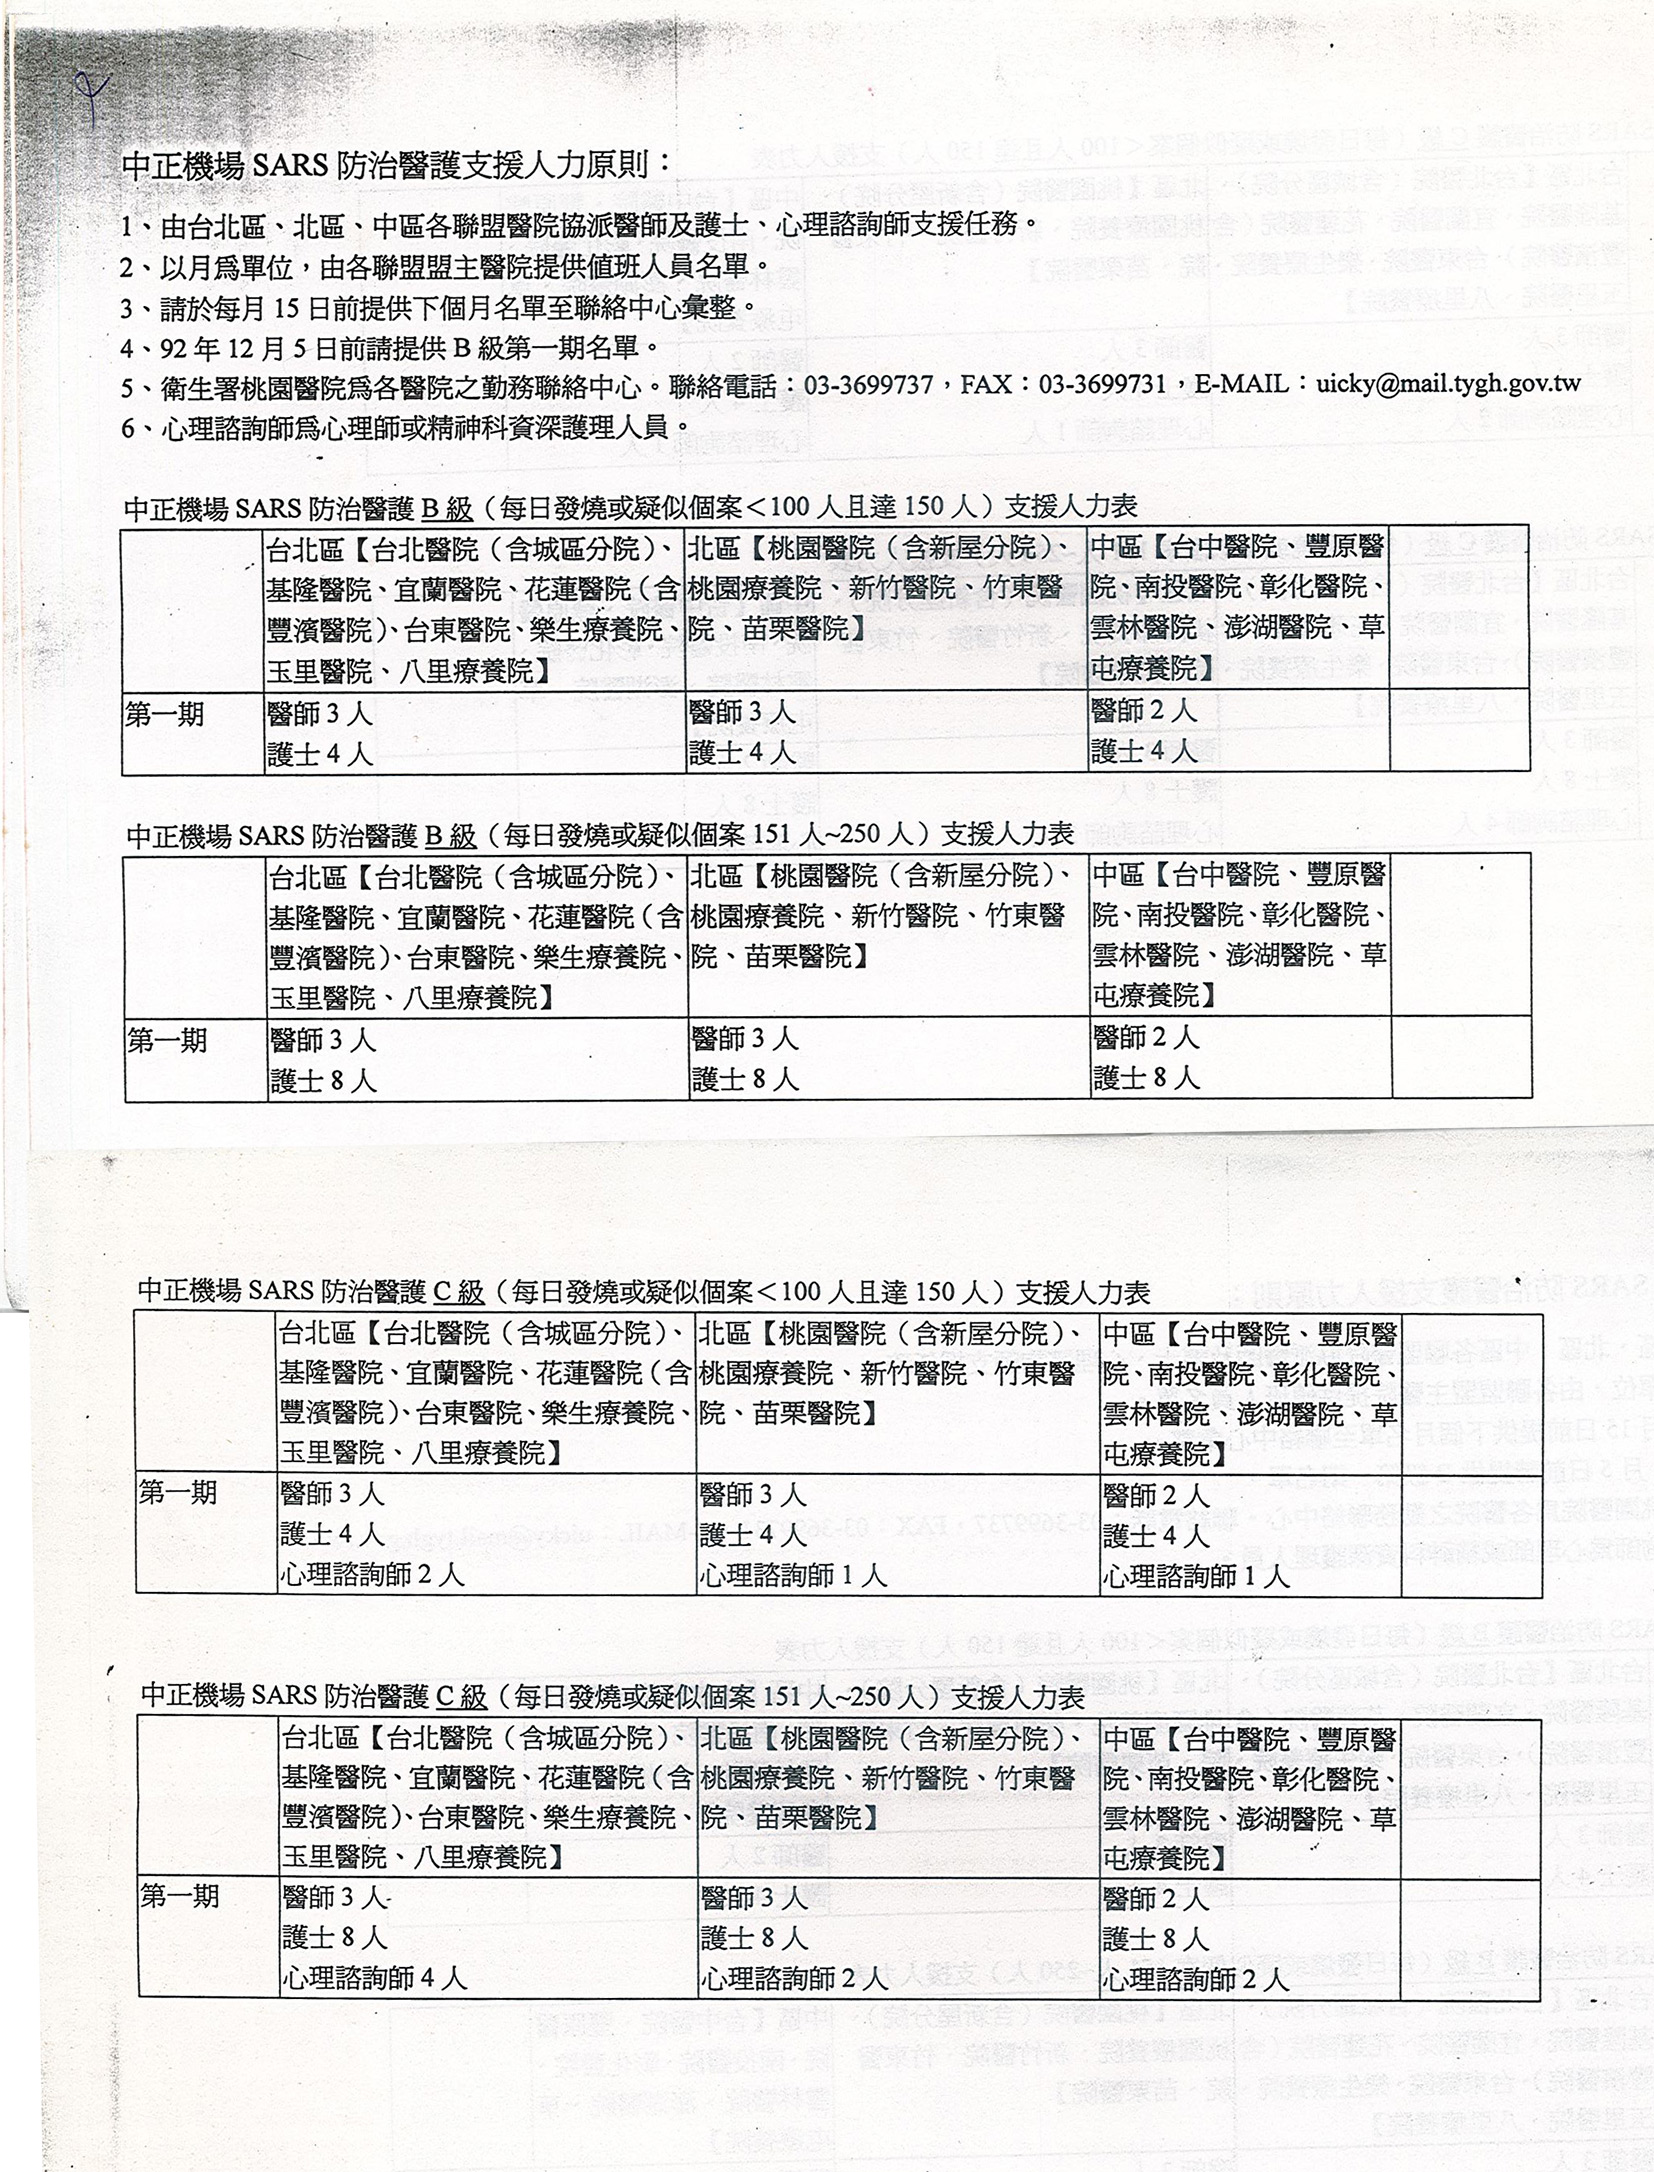 中正機場 SARS 防治醫護支援人力原則：
1、由台北區、北區、中區各聯盟醫院協派醫師及護士、心理諮詢師支援任務。
2、以月為單位，由各聯盟盟主醫院提供值班人員名單。
3、請於每月 15 日前提供下個月名單至聯絡中心彙整。
4、92 年 12 月 5 日前請提供 B 級第一期名單。
5、衛生署桃園醫院為各醫院之勤務聯絡中心。聯絡電話：03-3699737，FAX：03-3699731，E-MAIL：uicky@mail.tygh.gov.tw
6、心理諮詢師為心理師或精神科資深護理人員。
中正機場 SARS 防治醫護 B 級（每日發燒或疑似個案＜100 人且達 150 人）支援人力表
台北區【台北醫院（含城區分院）、
基隆醫院、宜蘭醫院、花蓮醫院（含
豐濱醫院）、台東醫院、樂生療養院、
玉里醫院、八里療養院】
北區【桃園醫院（含新屋分院）、
桃園療養院、新竹醫院、竹東醫
院、苗栗醫院】
中區【台中醫院、豐原醫
院、南投醫院、彰化醫院、
雲林醫院、澎湖醫院、草
屯療養院】
第一期
醫師 3 人
護士 4 人
醫師 3 人
護士 4 人
醫師 2 人
護士 4 人
中正機場 SARS 防治醫護 B 級（每日發燒或疑似個案 151 人~250 人）支援人力表
台北區【台北醫院（含城區分院）、
基隆醫院、宜蘭醫院、花蓮醫院（含
豐濱醫院）、台東醫院、樂生療養院、
玉里醫院、八里療養院】
北區【桃園醫院（含新屋分院）、
桃園療養院、新竹醫院、竹東醫
院、苗栗醫院】
中區【台中醫院、豐原醫
院、南投醫院、彰化醫院、
雲林醫院、澎湖醫院、草
屯療養院】
第一期
醫師 3 人
護士 8 人
醫師 3 人
護士 8 人
醫師 2 人
護士 8 人
中正機場 SARS 防治醫護 C 級（每日發燒或疑似個案＜100 人且達 150 人）支援人力表
台北區【台北醫院（含城區分院）、
基隆醫院、宜蘭醫院、花蓮醫院（含
豐濱醫院）、台東醫院、樂生療養院、
玉里醫院、八里療養院】
北區【桃園醫院（含新屋分院）、
桃園療養院、新竹醫院、竹東醫
院、苗栗醫院】
中區【台中醫院、豐原醫
院、南投醫院、彰化醫院、
雲林醫院、澎湖醫院、草
屯療養院】
第一期
醫師 3 人
護士 4 人
心理諮詢師 2 人
醫師 3 人
護士 4 人
心理諮詢師 1 人
醫師 2 人
護士 4 人
心理諮詢師 1 人
中正機場 SARS 防治醫護 C 級（每日發燒或疑似個案 151 人~250 人）支援人力表
台北區【台北醫院（含城區分院）、
基隆醫院、宜蘭醫院、花蓮醫院（含
豐濱醫院）、台東醫院、樂生療養院、
玉里醫院、八里療養院】
北區【桃園醫院（含新屋分院）、
桃園療養院、新竹醫院、竹東醫
院、苗栗醫院】
中區【台中醫院、豐原醫
院、南投醫院、彰化醫院、
雲林醫院、澎湖醫院、草
屯療養院】
第一期
醫師 3 人
護士 8 人
心理諮詢師 4 人
醫師 3 人
護士 8 人
心理諮詢師 2 人
醫師 2 人
護士 8 人
心理諮詢師 2 人